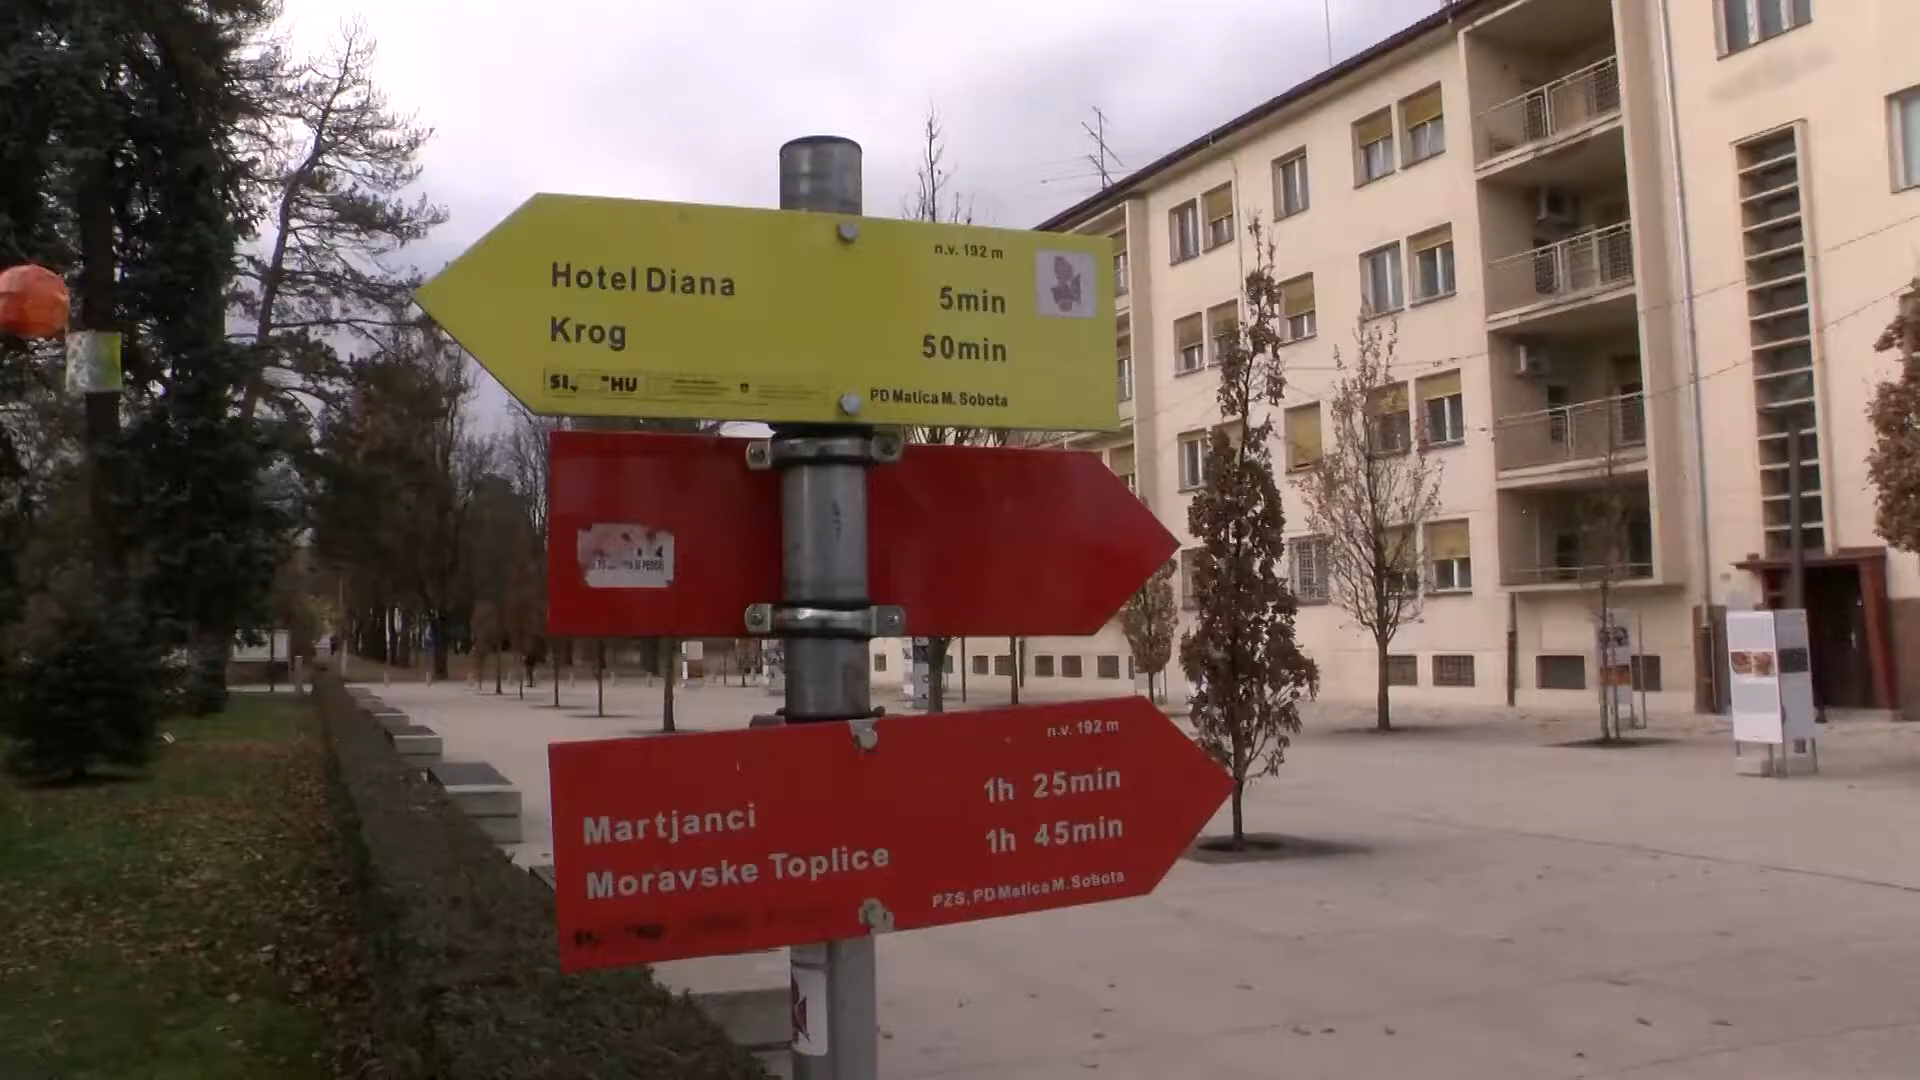 n.v. 192 m
Hotel Diana 5min
Krog 50min
PD Matica M. Sobota
n.v. 192 m
Martjanci 1h 25min
Moravske Toplice 1h 45min
PZS, PD Matica M. Sobota